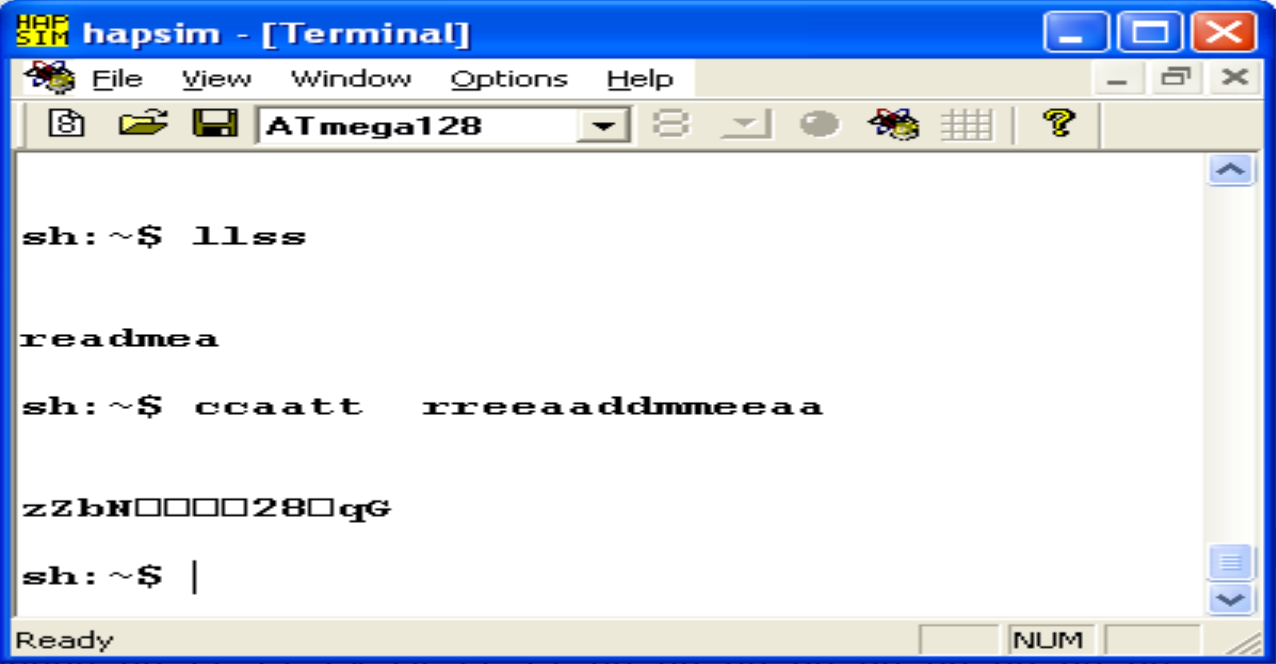 HAP SIM hapsim - [Terminal]
File View Window Options Help
ATmega128
sh:~$ llss
readmea
sh:~$ ccaatt  rreeaaddmmeeaa
zZbN□□□□28□qG
sh:~$
Ready NUM